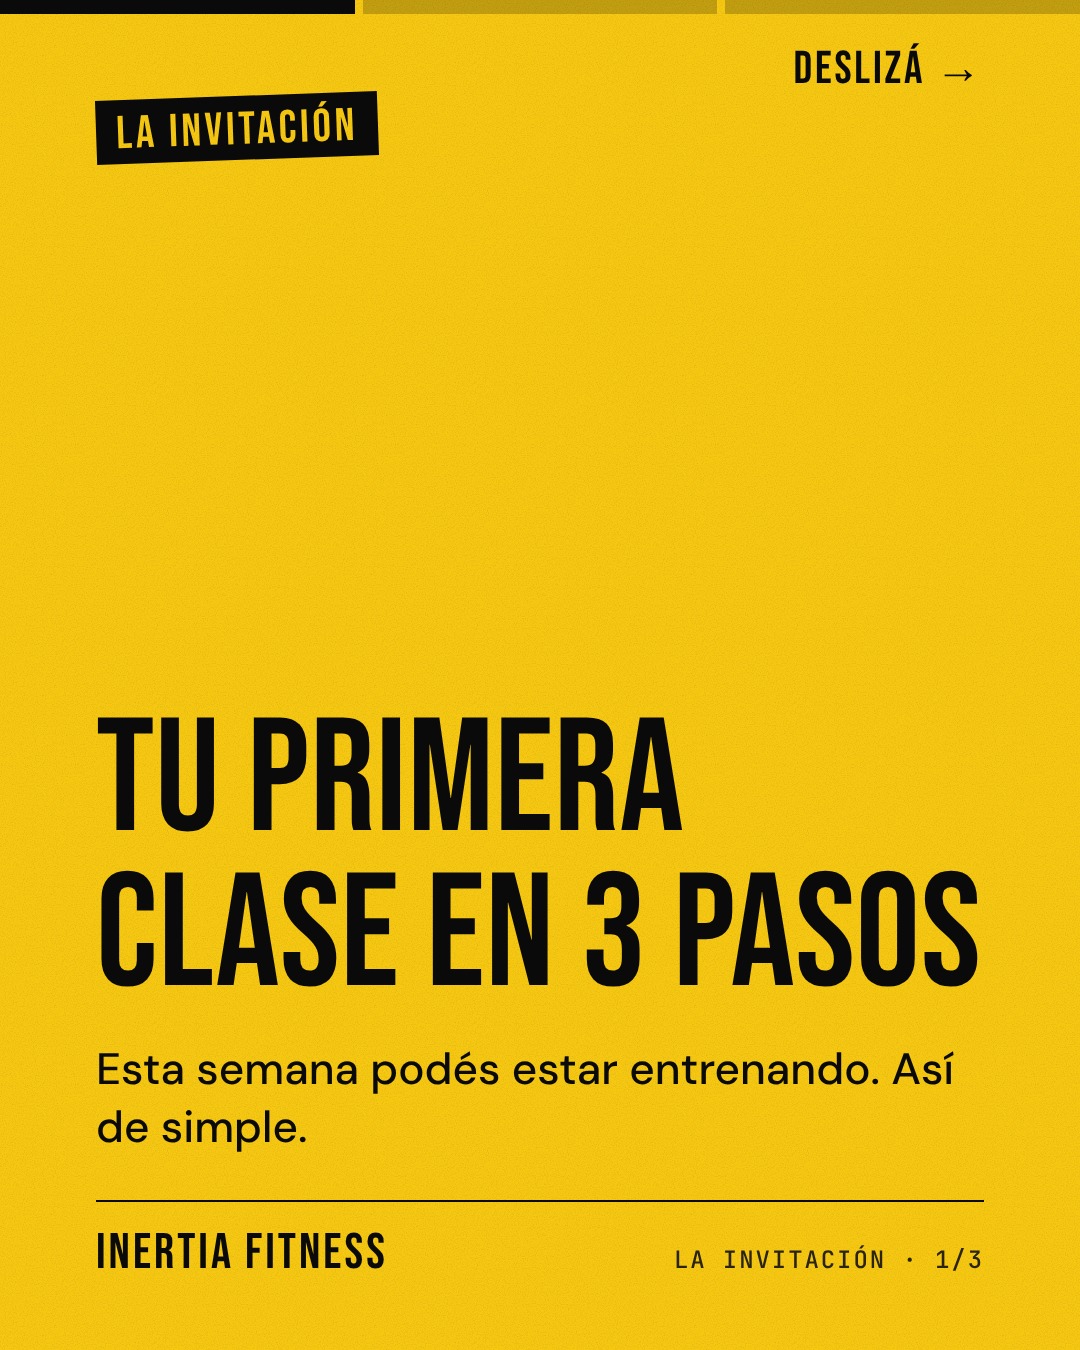 DESLIZÁ →
LA INVITACIÓN
TU PRIMERA
CLASE EN 3 PASOS
Esta semana podés estar entrenando. Así
de simple.
INERTIA FITNESS
LA INVITACIÓN · 1/3